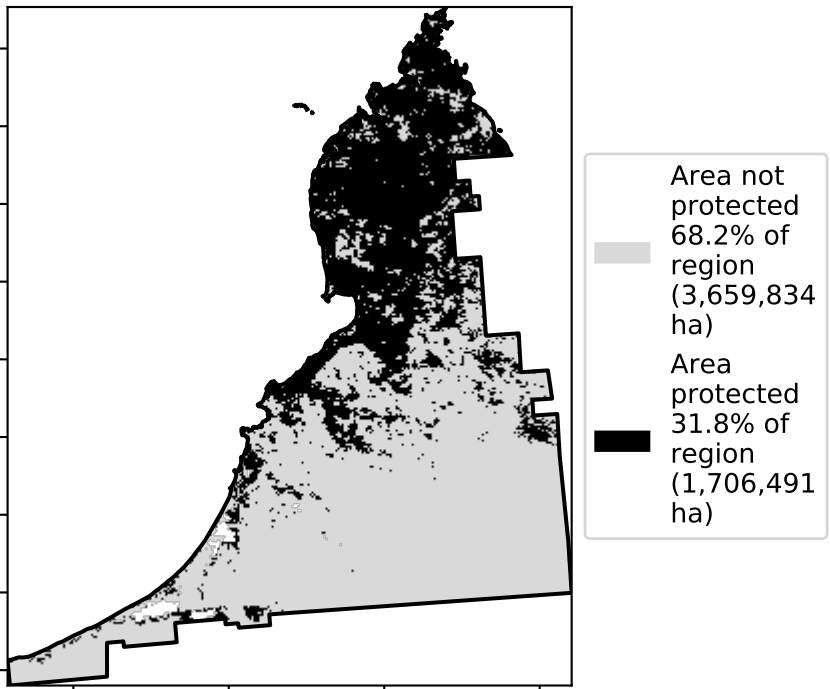 Area not
protected
68.2% of
region
(3,659,834
ha)
Area
protected
31.8% of
region
(1,706,491
ha)